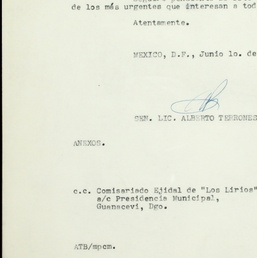 de los más urgentes que interesan a tod
Atentamente.
MEXICO, D.F., Junio 1o. de
SEN. LIC. ALBERTO TERRONES
ANEXOS.
c.c. Comisariado Ejidal de "Los Lirios"
a/c Presidencia Municipal,
Guanacevi, Dgo.
ATB/mpcm.